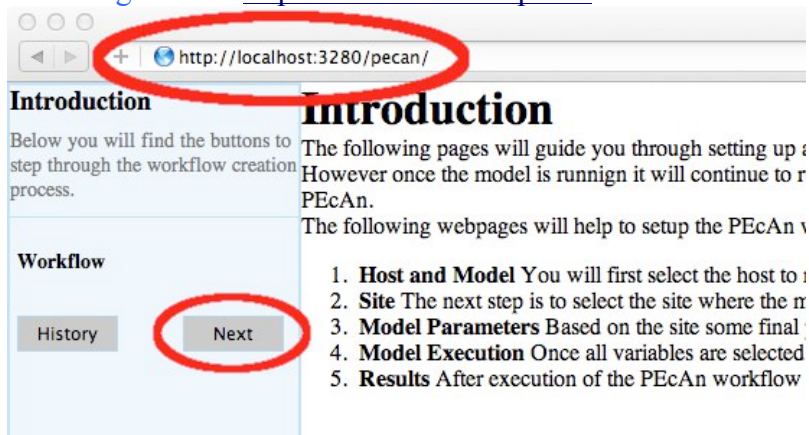 http://localhost:3280/pecan/
Introduction
Below you will find the buttons to
step through the workflow creation
process.
Workflow
History
Next
Introduction
The following pages will guide you through setting up
However once the model is runnign it will continue to
PEcAn.
The following webpages will help to setup the PEcAn
1. Host and Model You will first select the host to
2. Site The next step is to select the site where the
3. Model Parameters Based on the site some final
4. Model Execution Once all variables are selected
5. Results After execution of the PEcAn workflow